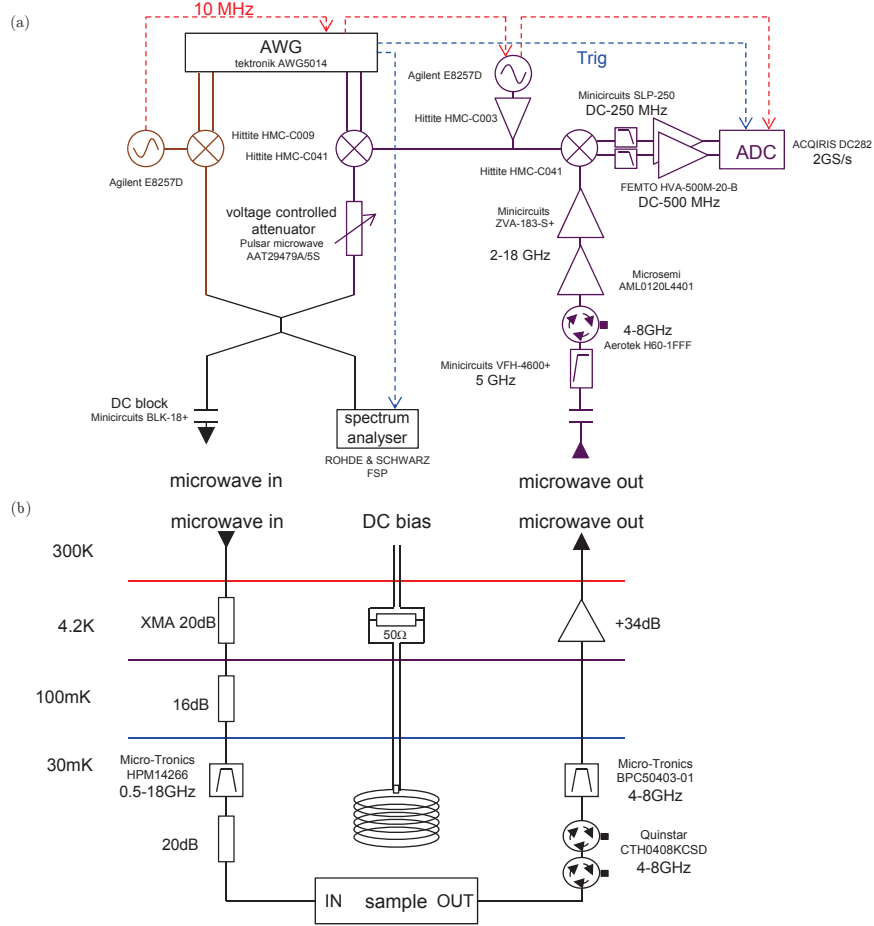 (a)
10 MHz
AWG
tektronik AWG5014
Trig
Agilent E8257D
Hittite HMC-C003
Minicircuits SLP-250
DC-250 MHz
Hittite HMC-C009
Hittite HMC-C041
Agilent E8257D
Hittite HMC-C041
ADC
ACQIRIS DC282
2GS/s
FEMTO HVA-500M-20-B
DC-500 MHz
voltage controlled
attenuator
Pulsar microwave
AAT29479A/5S
Minicircuits
ZVA-183-S+
2-18 GHz
Microsemi
AML0120L4401
4-8GHz
Aerotek H60-1FFF
Minicircuits VFH-4600+
5 GHz
DC block
Minicircuits BLK-18+
spectrum
analyser
ROHDE & SCHWARZ
FSP
microwave in
microwave out
(b)
microwave in
DC bias
microwave out
300K
4.2K
XMA 20dB
50Ω
+34dB
100mK
16dB
30mK
Micro-Tronics
HPM14266
0.5-18GHz
Micro-Tronics
BPC50403-01
4-8GHz
20dB
Quinstar
CTH0408KCSD
4-8GHz
IN sample OUT